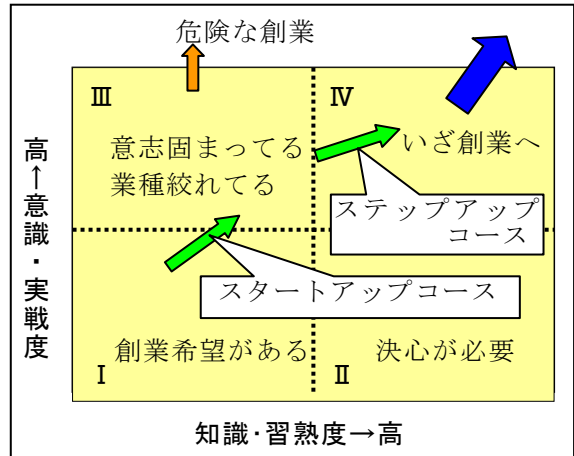 危険な創業
Ⅲ
Ⅳ
意志固まってる
業種絞れてる
いざ創業へ
ステップアップ
コース
スタートアップコース
創業希望がある
Ⅰ
決心が必要
Ⅱ
高←意識・実戦度
知識・習熟度→高